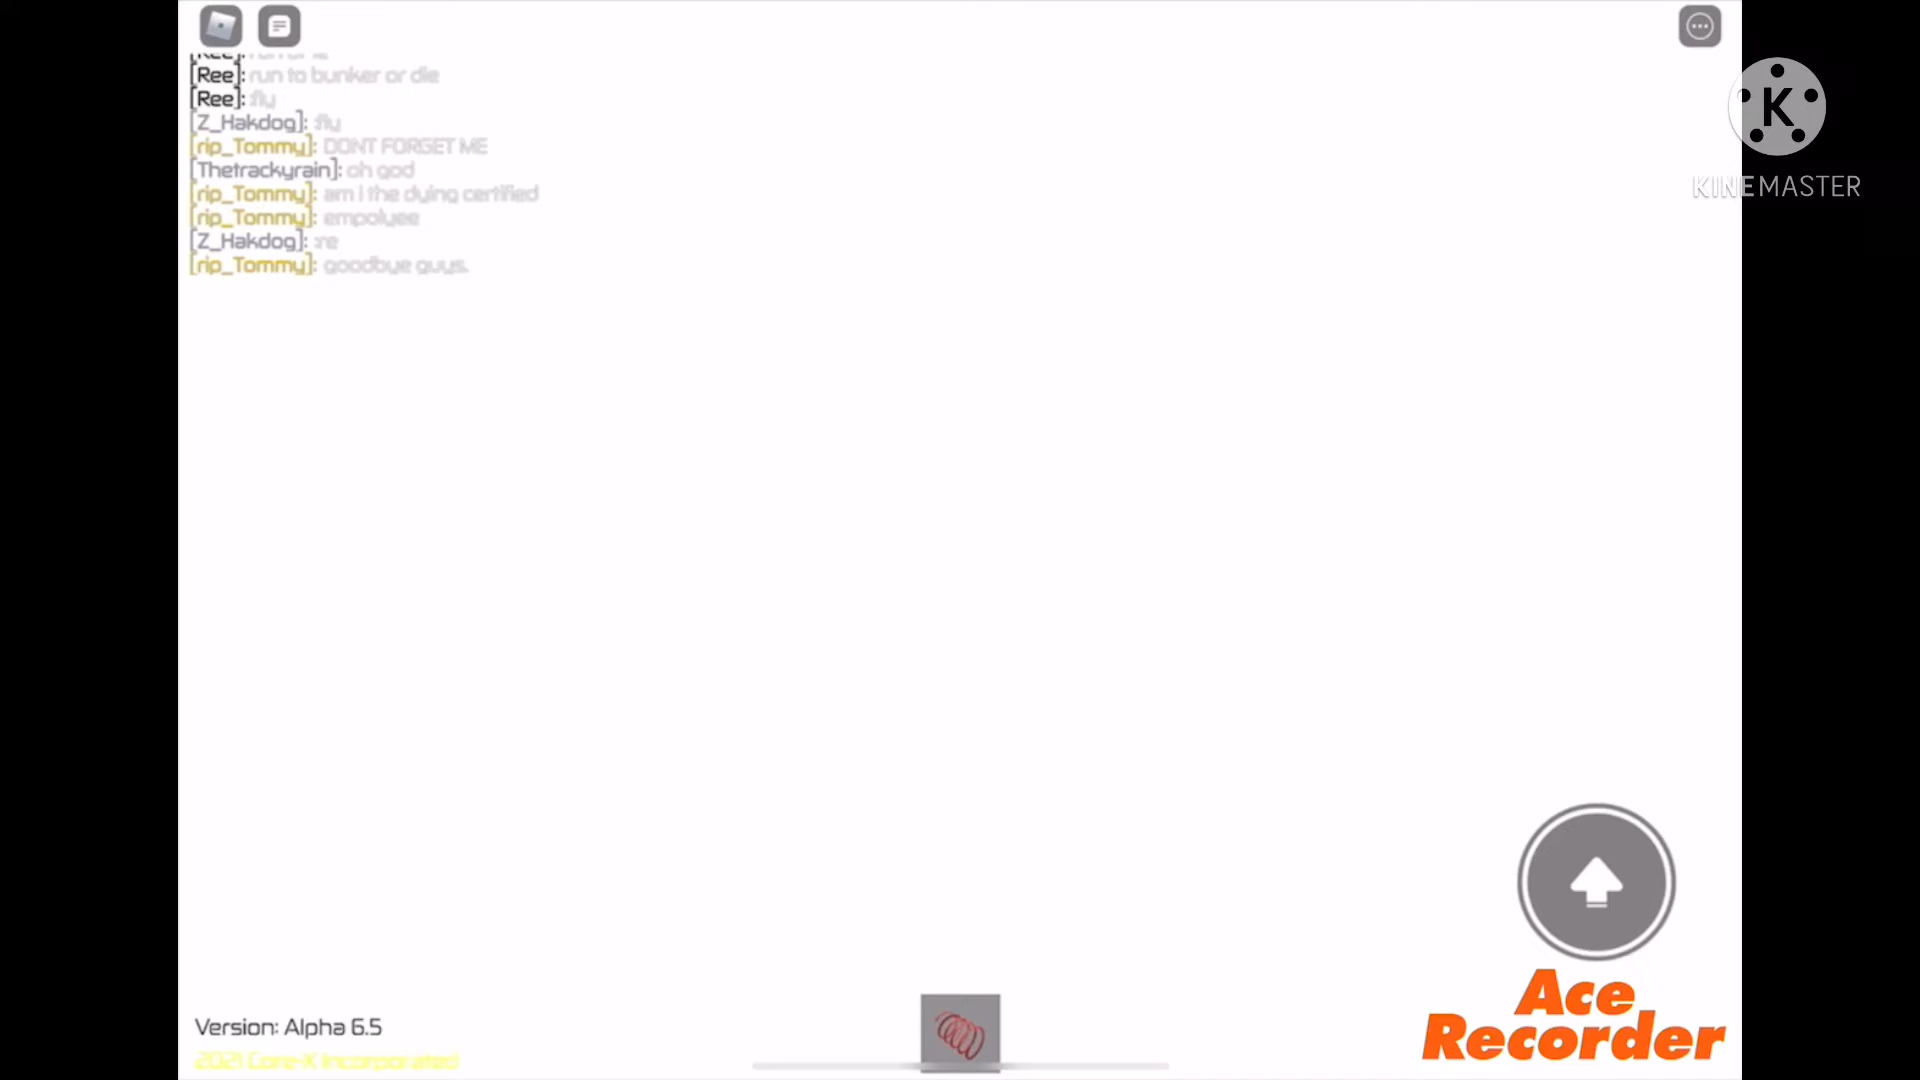 [Ree]: run to bunker or die
[Ree]: :fly
[Z_Hakdog]: :fly
[rip_Tommy]: DONT FORGET ME
[Thetrackyrain]: oh god
[rip_Tommy]: am i the dying certified
[rip_Tommy]: empolyee
[Z_Hakdog]: :re
[rip_Tommy]: goodbye guys.
K
KINEMASTER
Version: Alpha 6.5
2021 Core-X Incorporated
Ace
Recorder